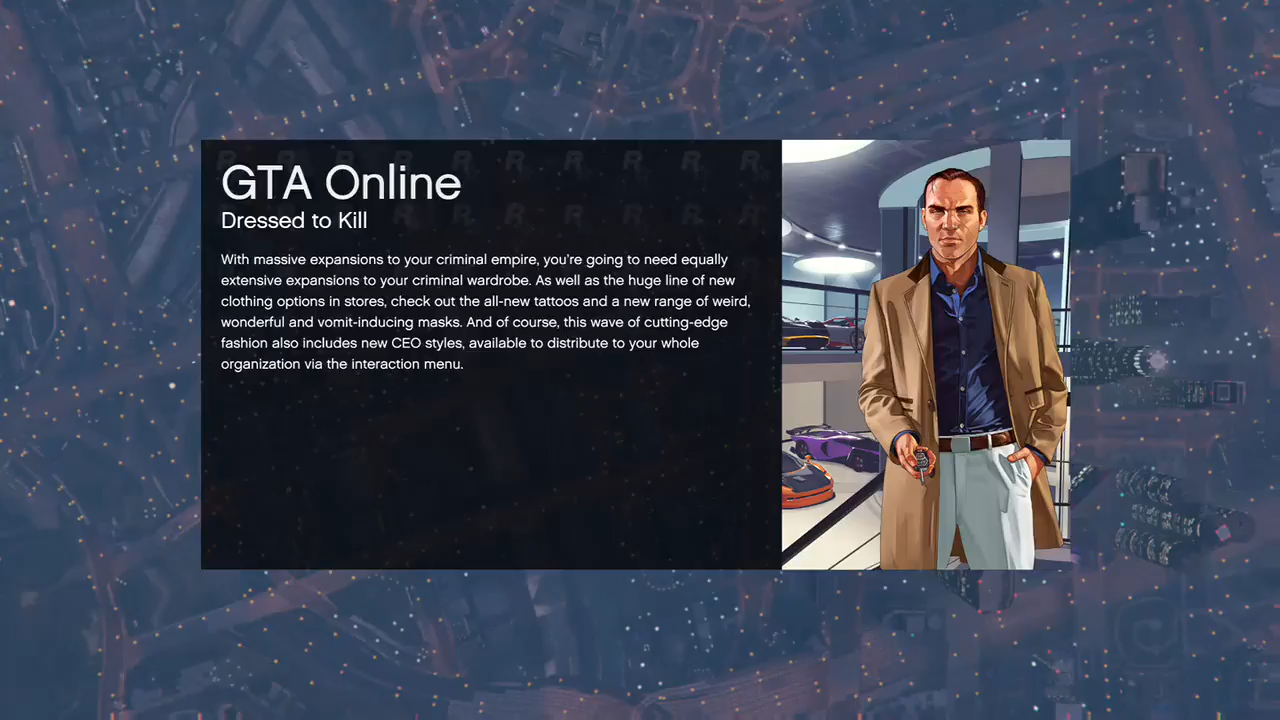 GTA Online
Dressed to Kill
With massive expansions to your criminal empire, you're going to need equally
extensive expansions to your criminal wardrobe. As well as the huge line of new
clothing options in stores, check out the all-new tattoos and a new range of weird,
wonderful and vomit-inducing masks. And of course, this wave of cutting-edge
fashion also includes new CEO styles, available to distribute to your whole
organization via the interaction menu.